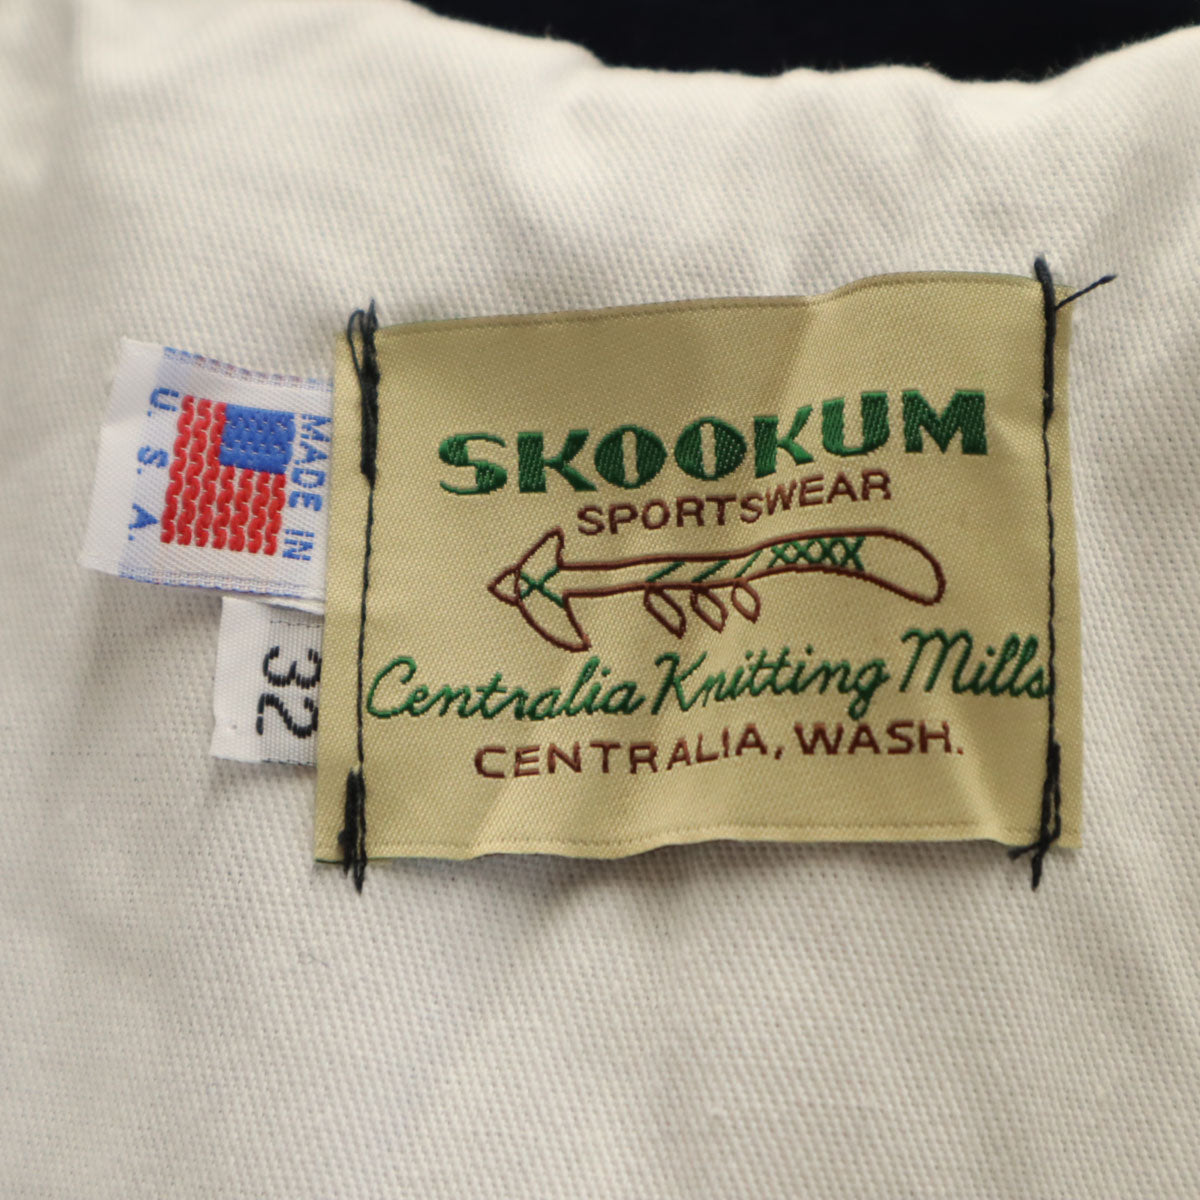 SKOOKUM
SPORTSWEAR
Centralia Knitting Mills
CENTRALIA, WASH.
MADE IN
U. S. A.
32